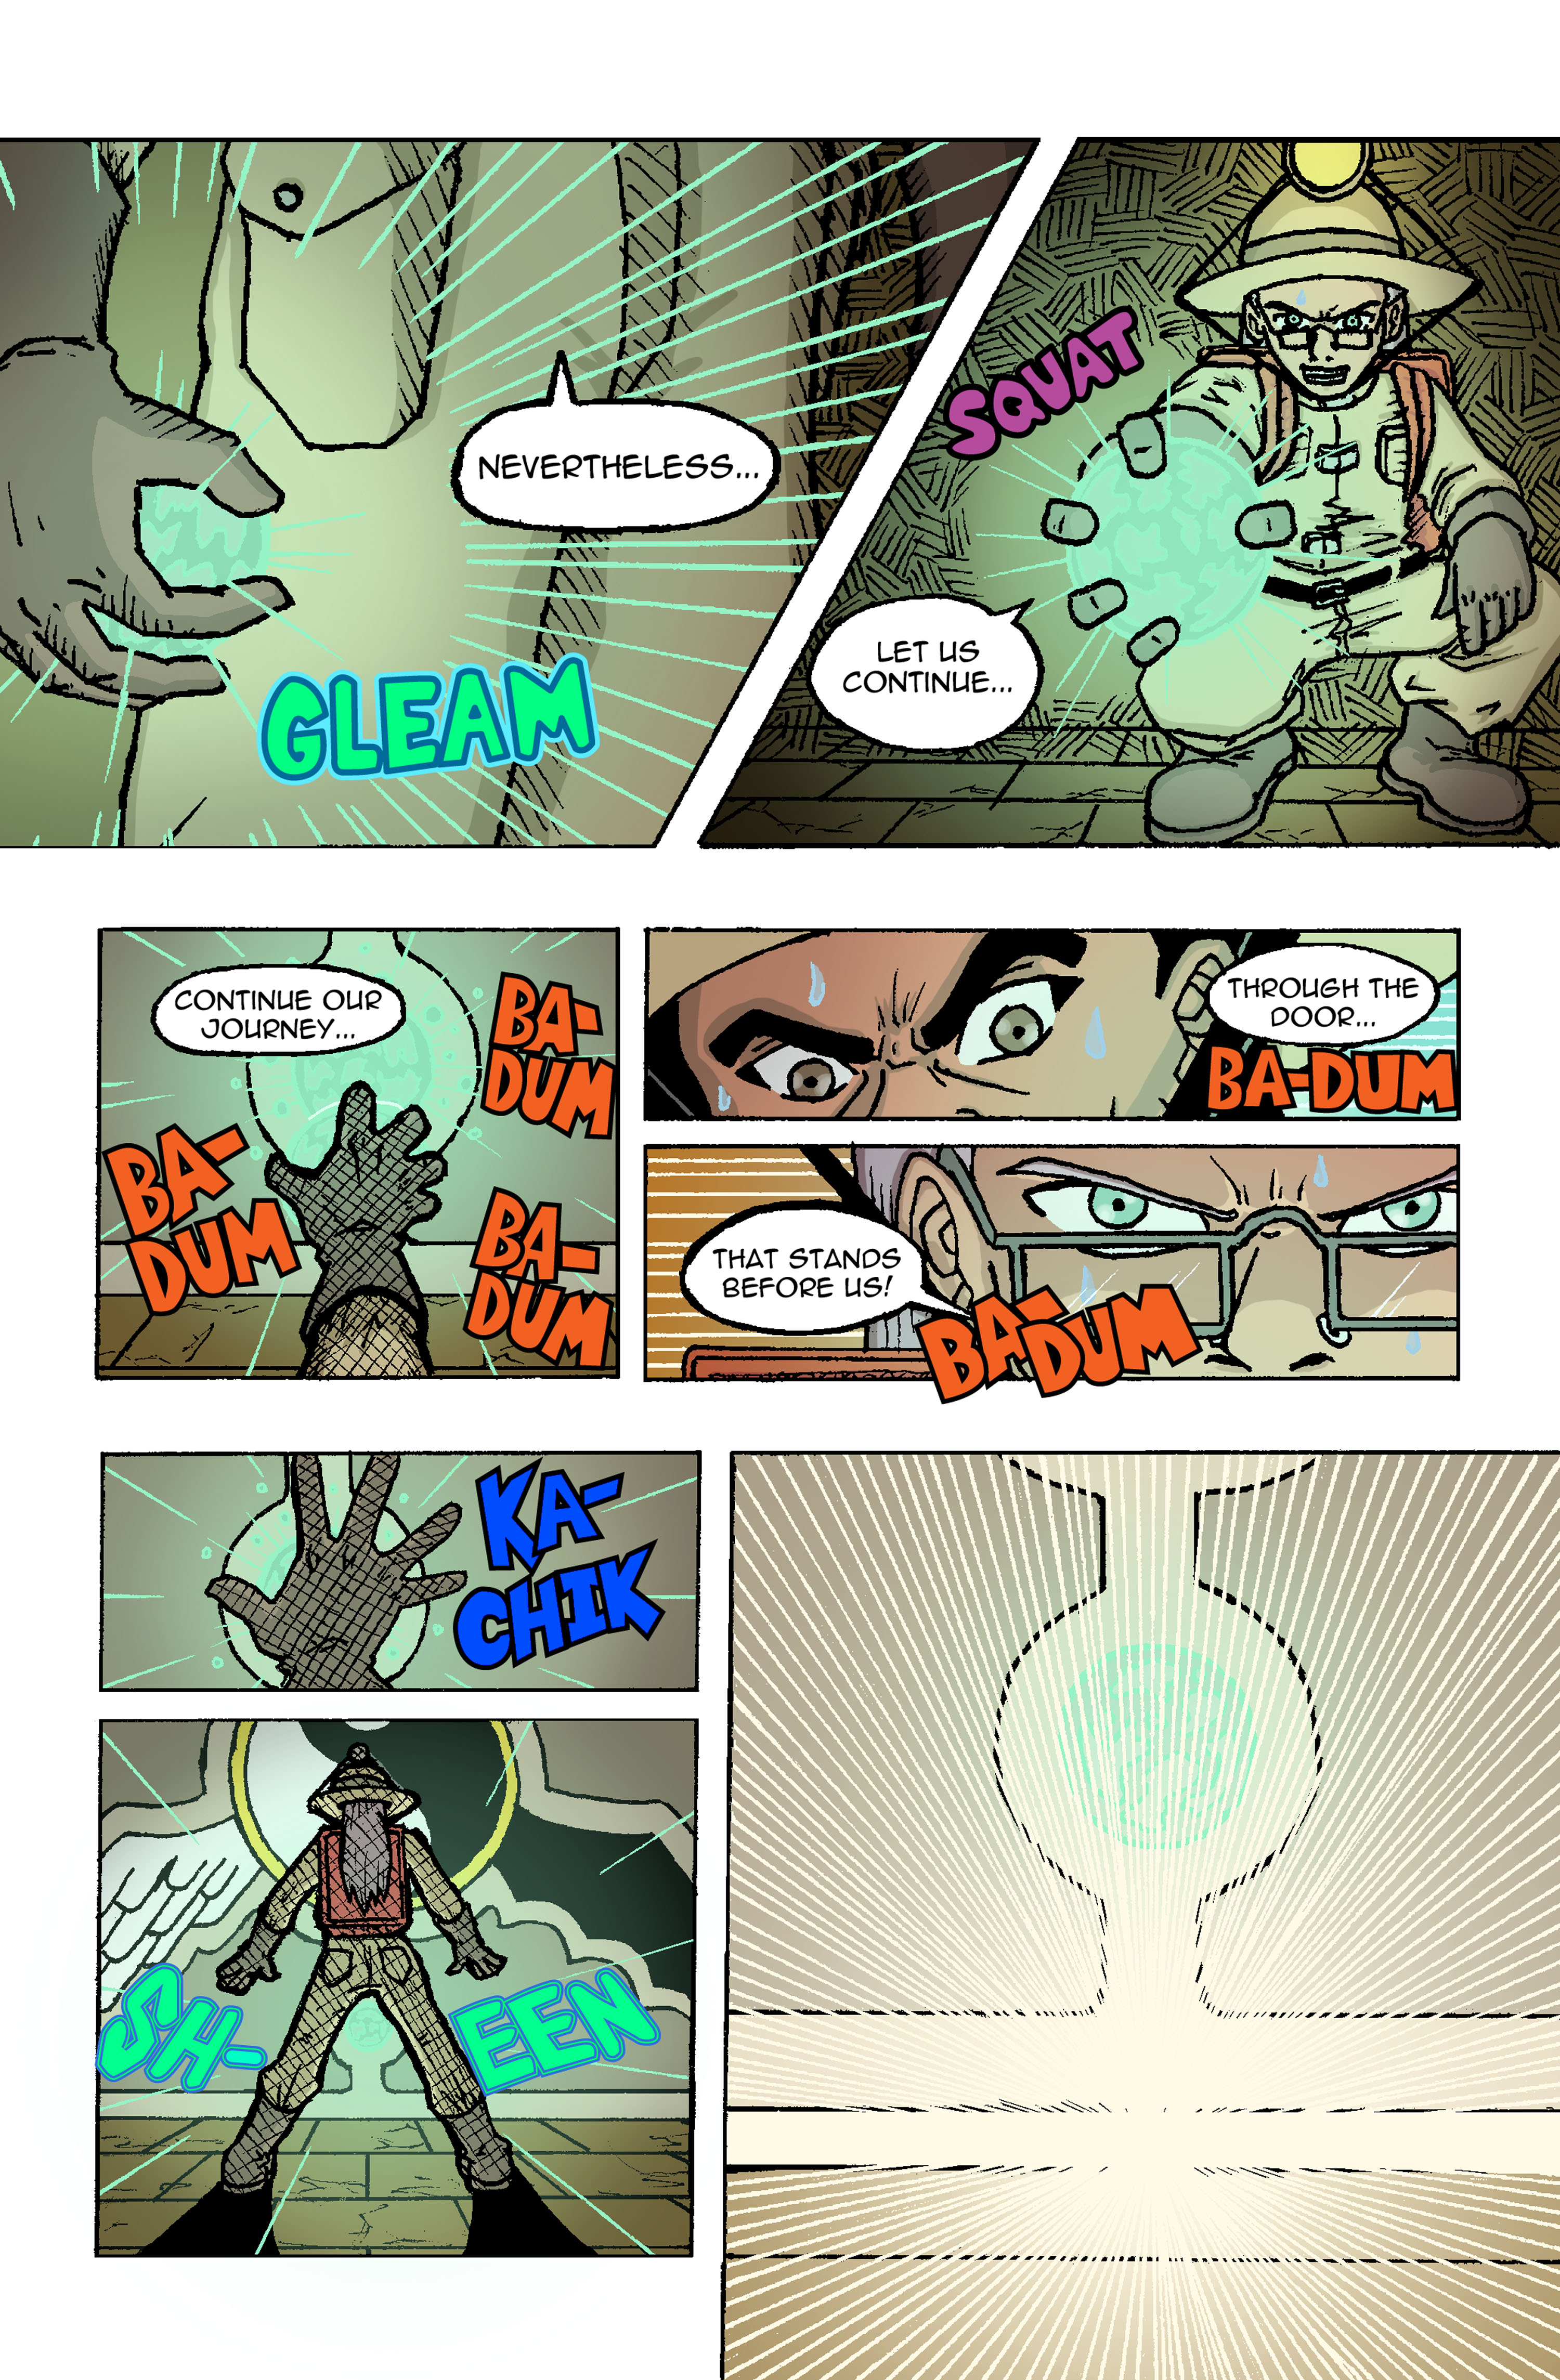 NEVERTHELESS...
GLEAM
SQUAT
LET US
CONTINUE...
CONTINUE OUR
JOURNEY...
BA-
DUM
BA-
DUM
BA-
DUM
THROUGH THE
DOOR...
BA-DUM
THAT STANDS
BEFORE US!
BA-DUM
KA-
CHIK
SH-
EEN